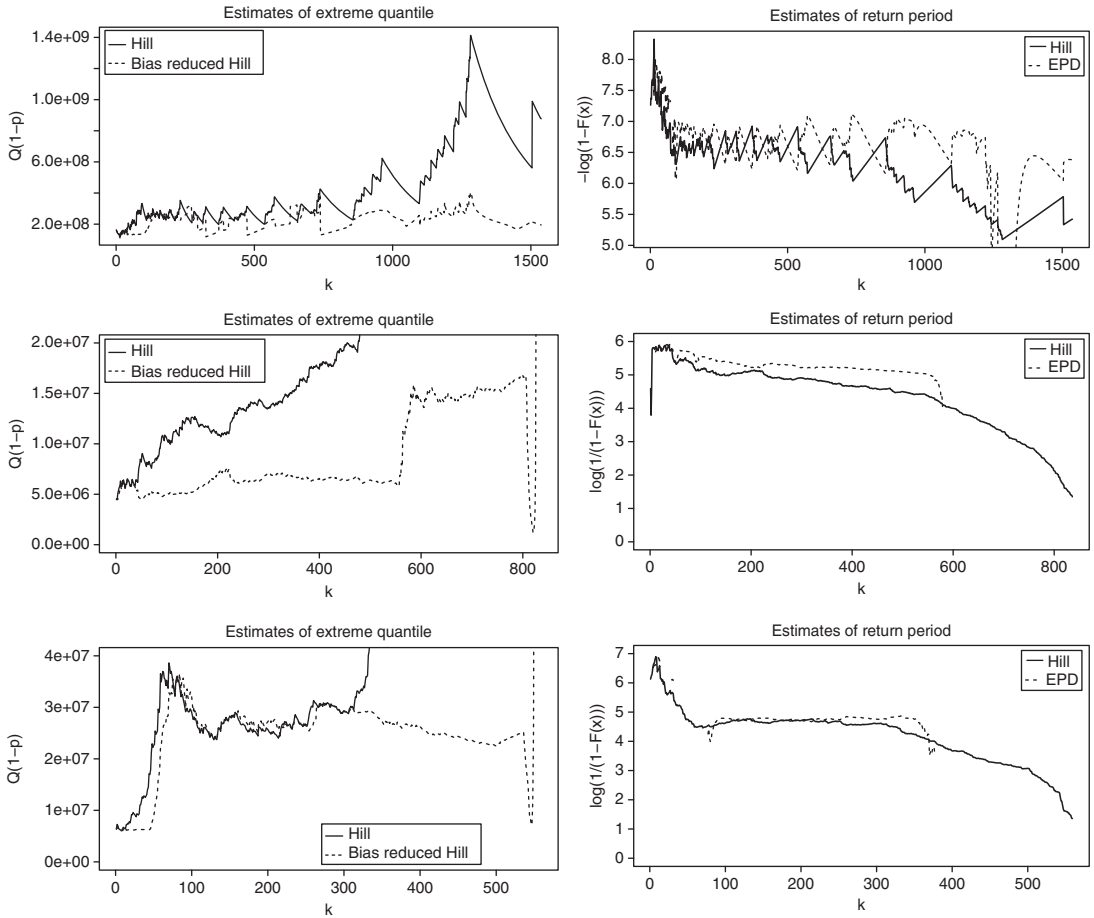 Estimates of extreme quantile
Q(1−p)
1.4e+09
1.0e+09
6.0e+08
2.0e+08
Hill
Bias reduced Hill
0 500 1000 1500
k
Estimates of return period
−log(1−F(x))
8.0
7.5
7.0
6.5
6.0
5.5
5.0
Hill
EPD
0 500 1000 1500
k
Estimates of extreme quantile
Q(1−p)
2.0e+07
1.5e+07
1.0e+07
5.0e+06
0.0e+00
Hill
Bias reduced Hill
0 200 400 600 800
k
Estimates of return period
log(1/(1−F(x)))
6
5
4
3
2
1
0
Hill
EPD
0 200 400 600 800
k
Estimates of extreme quantile
Q(1−p)
4e+07
3e+07
2e+07
1e+07
0e+00
Hill
Bias reduced Hill
0 100 200 300 400 500
k
Estimates of return period
log(1/(1−F(x)))
7
6
5
4
3
2
1
0
Hill
EPD
0 100 200 300 400 500
k